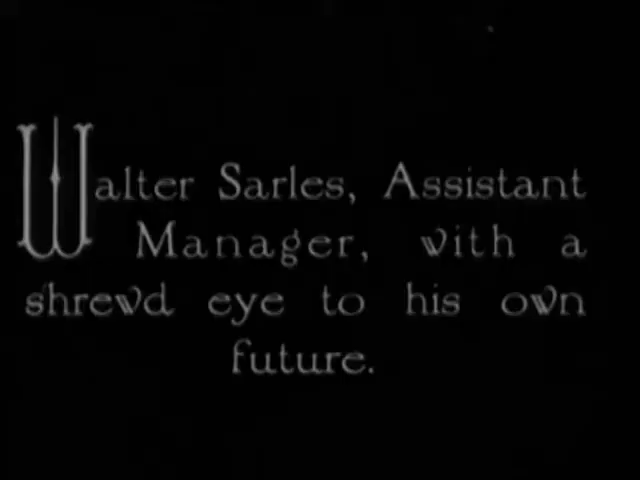 Walter Sarles, Assistant
Manager, with a
shrewd eye to his own
future.